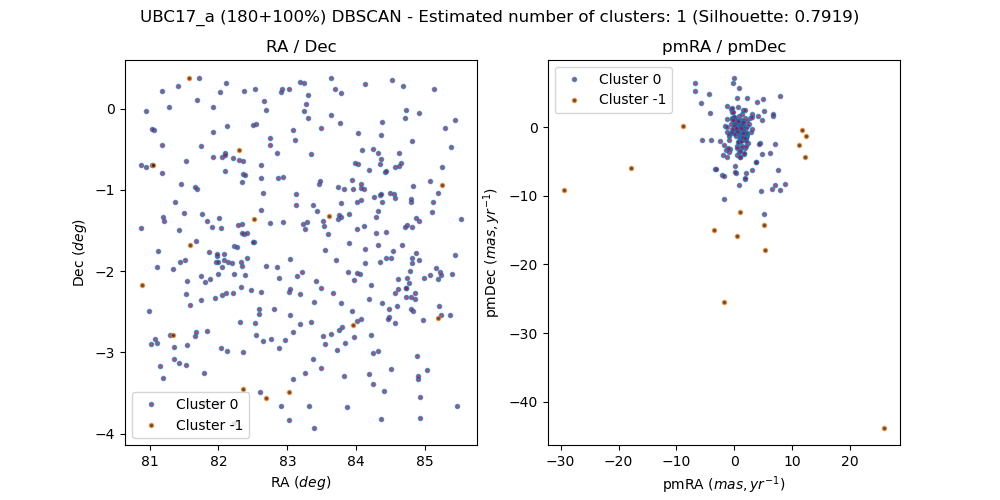 UBC17_a (180+100%) DBSCAN - Estimated number of clusters: 1 (Silhouette: 0.7919)
RA / Dec
Dec (deg)
0
−1
−2
−3
−4
Cluster 0
Cluster -1
81 82 83 84 85
RA (deg)
pmRA / pmDec
pmDec (mas, yr⁻¹)
Cluster 0
Cluster -1
0
−10
−20
−30
−40
−30 −20 −10 0 10 20
pmRA (mas, yr⁻¹)